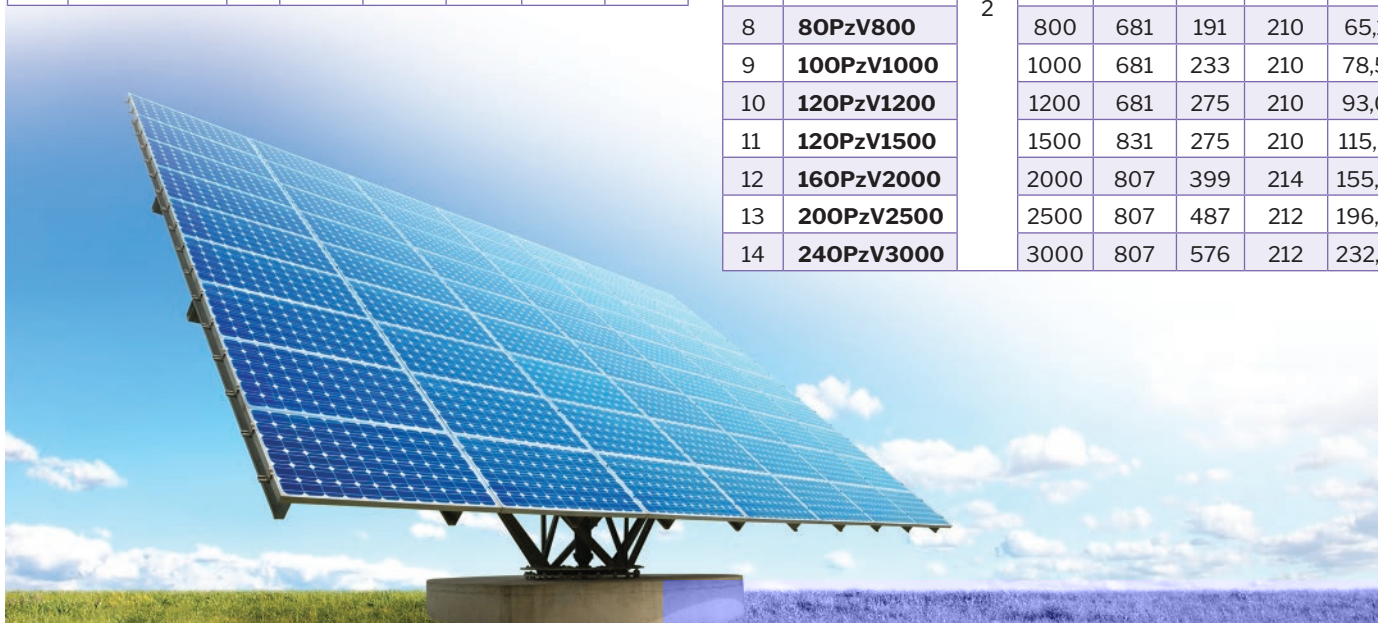 2
8 8OPzV800 800 681 191 210 65,
9 10OPzV1000 1000 681 233 210 78,5
10 12OPzV1200 1200 681 275 210 93,
11 12OPzV1500 1500 831 275 210 115,
12 16OPzV2000 2000 807 399 214 155,
13 20OPzV2500 2500 807 487 212 196,
14 24OPzV3000 3000 807 576 212 232,